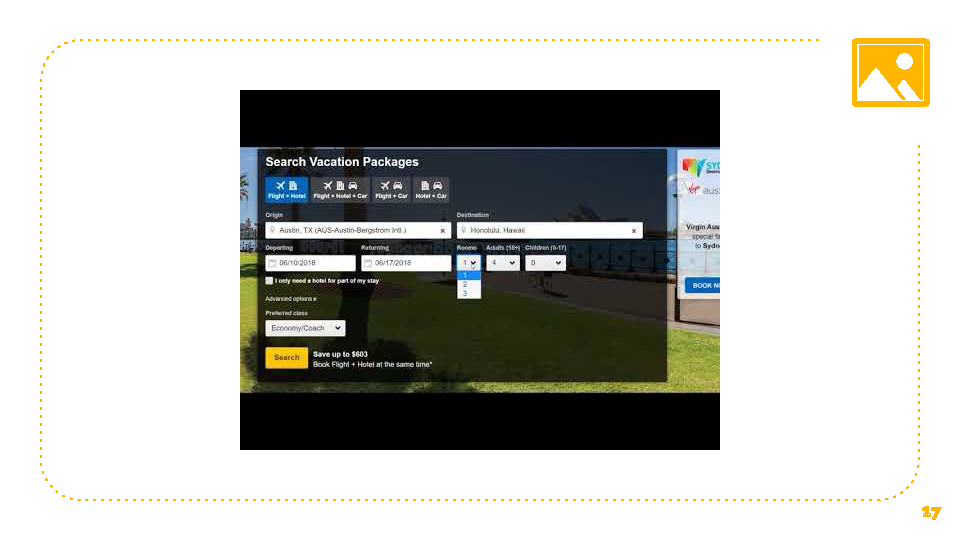 Search Vacation Packages
Flight + Hotel
Flight + Hotel + Car
Flight + Car
Hotel + Car
Origin
Destination
Austin, TX (AUS-Austin-Bergstrom Intl.)
Honolulu, Hawaii
Departing
Returning
Rooms
Adults (18+)
Children (0-17)
06/10/2018
06/17/2018
1
4
0
1
2
3
I only need a hotel for part of my stay
Advanced options
Preferred class
Economy/Coach
Search
Save up to $603
Book Flight + Hotel at the same time*
SYD
Virgin Aus
special fa
to Sydn
BOOK NO
17